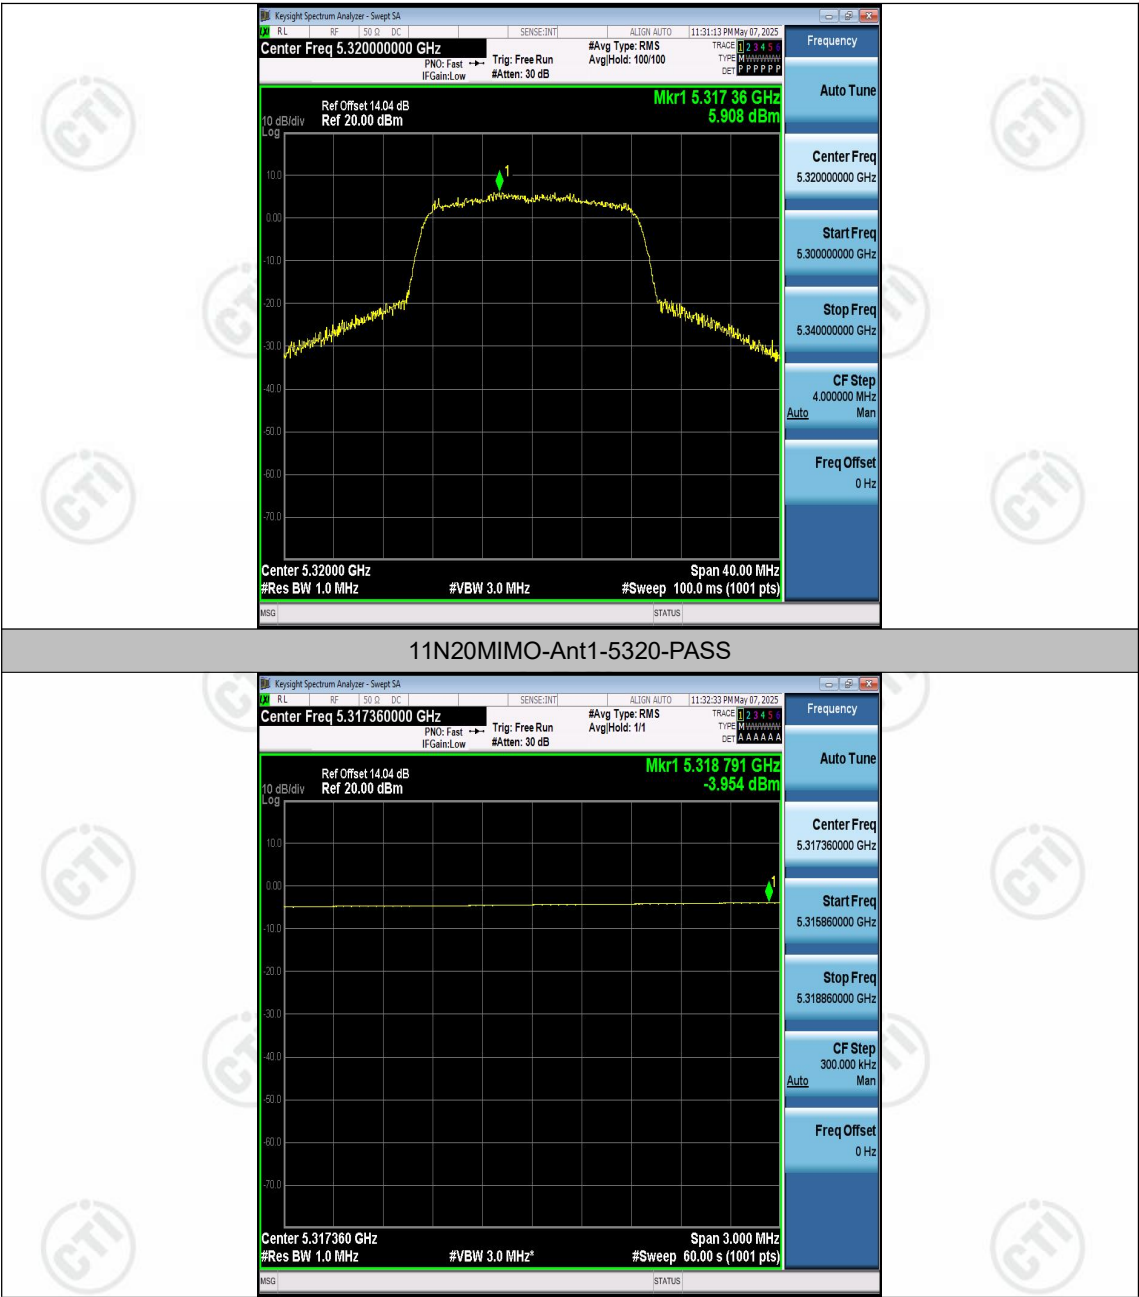 Keysight Spectrum Analyzer - Swept SA
RL RF 50 Ω DC SENSE:INT ALIGN AUTO 11:31:13 PM May 07, 2025
Center Freq 5.320000000 GHz
PNO: Fast
IFGain:Low
Trig: Free Run
#Atten: 30 dB
#Avg Type: RMS
Avg|Hold: 100/100
TRACE 1 2 3 4 5 6
TYPE M WWWWW
DET P P P P P P
Mkr1 5.317 36 GHz
5.908 dBm
Ref Offset 14.04 dB
10 dB/div Ref 20.00 dBm
Log
1
10.0
0.00
-10.0
-20.0
-30.0
-40.0
-50.0
-60.0
-70.0
Center 5.32000 GHz Span 40.00 MHz
#Res BW 1.0 MHz #VBW 3.0 MHz #Sweep 100.0 ms (1001 pts)
MSG STATUS
Frequency
Auto Tune
Center Freq
5.320000000 GHz
Start Freq
5.300000000 GHz
Stop Freq
5.340000000 GHz
CF Step
4.000000 MHz
Auto Man
Freq Offset
0 Hz
11N20MIMO-Ant1-5320-PASS
Keysight Spectrum Analyzer - Swept SA
RL RF 50 Ω DC SENSE:INT ALIGN AUTO 11:32:33 PM May 07, 2025
Center Freq 5.317360000 GHz
PNO: Fast
IFGain:Low
Trig: Free Run
#Atten: 30 dB
#Avg Type: RMS
Avg|Hold: 1/1
TRACE 1 2 3 4 5 6
TYPE M WWWWW
DET A A A A A A
Mkr1 5.318 791 GHz
-3.954 dBm
Ref Offset 14.04 dB
10 dB/div Ref 20.00 dBm
Log
1
10.0
0.00
-10.0
-20.0
-30.0
-40.0
-50.0
-60.0
-70.0
Center 5.317360 GHz Span 3.000 MHz
#Res BW 1.0 MHz #VBW 3.0 MHz* #Sweep 60.00 s (1001 pts)
MSG STATUS
Frequency
Auto Tune
Center Freq
5.317360000 GHz
Start Freq
5.315860000 GHz
Stop Freq
5.318860000 GHz
CF Step
300.000 kHz
Auto Man
Freq Offset
0 Hz
CTI
CTI
CTI
CTI
CTI
CTI
CTI
CTI
CTI
CTI